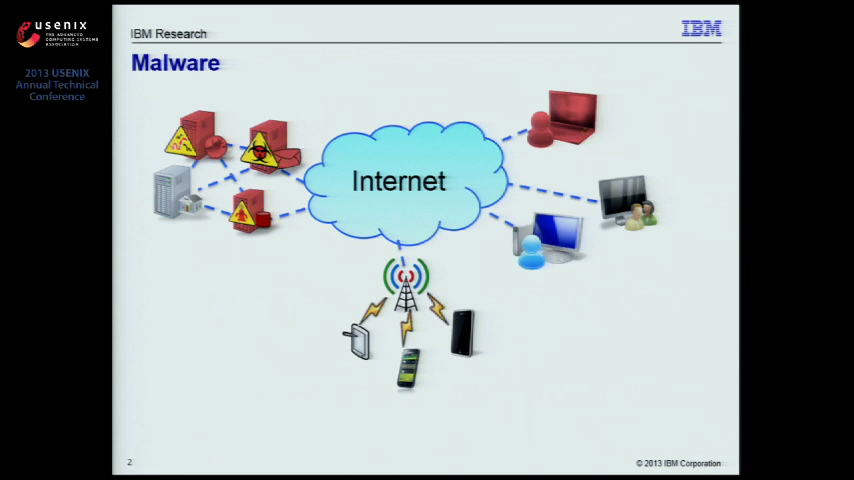 usenix
THE ADVANCED
COMPUTING SYSTEMS
ASSOCIATION
2013 USENIX
Annual Technical
Conference
IBM Research
IBM
Malware
Internet
2
© 2013 IBM Corporation